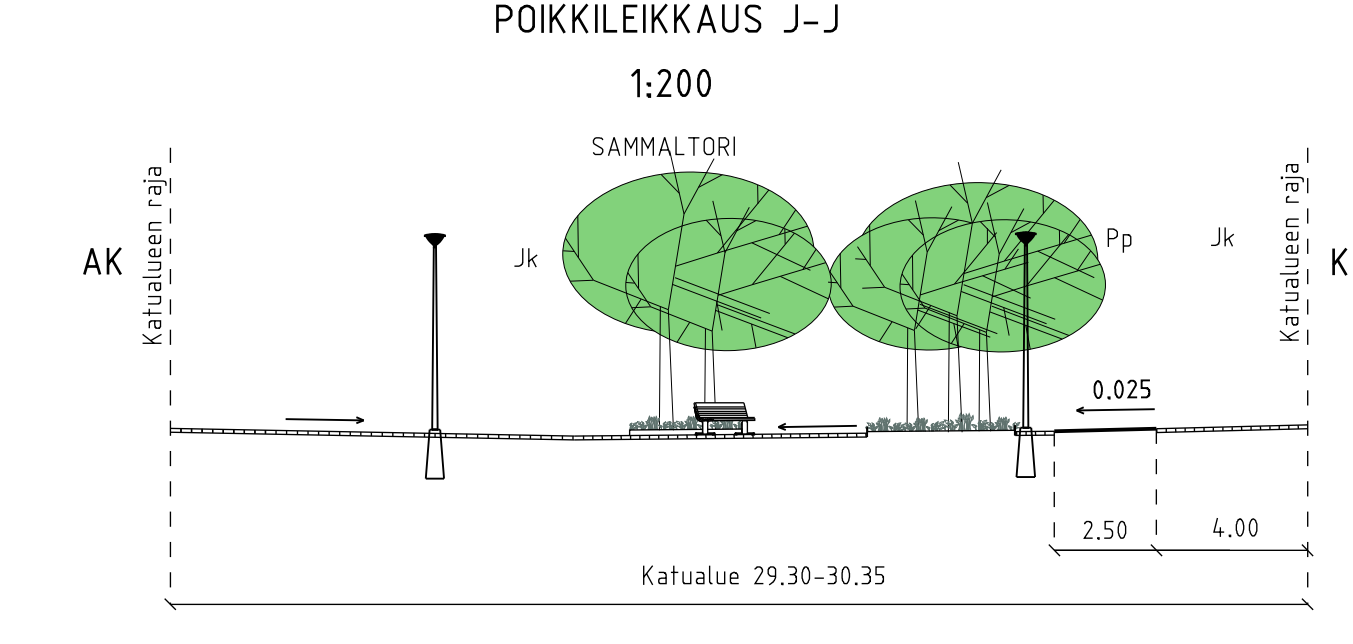 POIKKILEIKKAUS J-J
1:200
SAMMALTORI
Katualueen raja
Katualueen raja
AK
Jk
Pp
Jk
K
0.025
2.50
4.00
Katualue 29.30-30.35